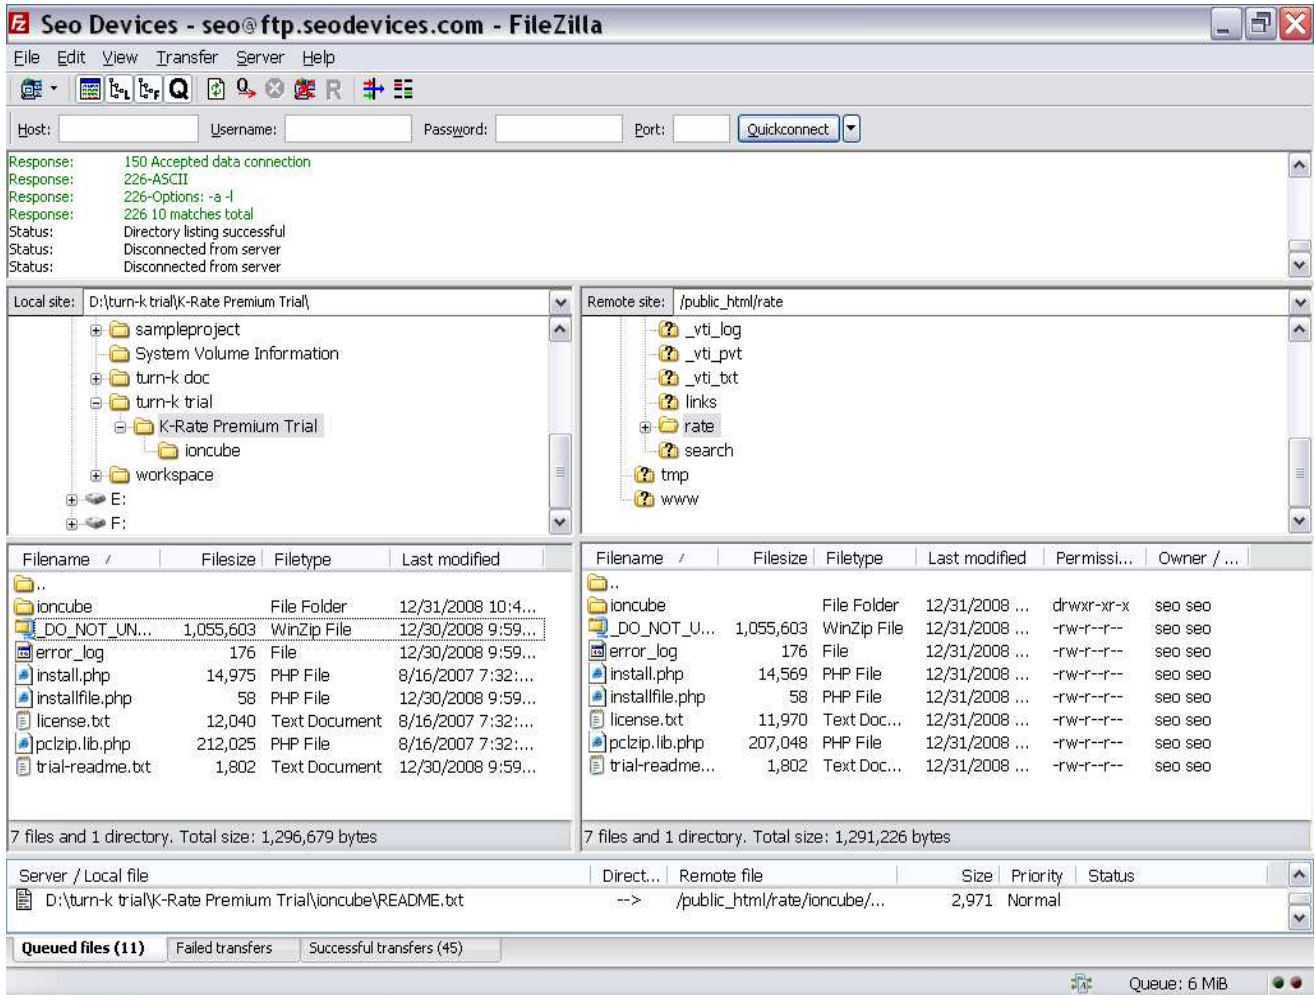 Seo Devices - seo@ftp.seodevices.com - FileZilla
File Edit View Transfer Server Help
Host: Username: Password: Port: Quickconnect
Response: 150 Accepted data connection
Response: 226-ASCII
Response: 226-Options: -a -l
Response: 226 10 matches total
Status: Directory listing successful
Status: Disconnected from server
Status: Disconnected from server
Local site: D:\turn-k trial\K-Rate Premium Trial\
sampleproject
System Volume Information
turn-k doc
turn-k trial
K-Rate Premium Trial
ioncube
workspace
E:
F:
Remote site: /public_html/rate
_vti_log
_vti_pvt
_vti_txt
links
rate
search
tmp
www
Filename / Filesize Filetype Last modified
..
ioncube File Folder 12/31/2008 10:4...
_DO_NOT_UN... 1,055,603 WinZip File 12/30/2008 9:59...
error_log 176 File 12/30/2008 9:59...
install.php 14,975 PHP File 8/16/2007 7:32:...
installfile.php 58 PHP File 12/30/2008 9:59...
license.txt 12,040 Text Document 8/16/2007 7:32:...
pclzip.lib.php 212,025 PHP File 8/16/2007 7:32:...
trial-readme.txt 1,802 Text Document 12/30/2008 9:59...
7 files and 1 directory. Total size: 1,296,679 bytes
Filename / Filesize Filetype Last modified Permissi... Owner / ...
..
ioncube File Folder 12/31/2008 ... drwxr-xr-x seo seo
_DO_NOT_U... 1,055,603 WinZip File 12/31/2008 ... -rw-r--r-- seo seo
error_log 176 File 12/31/2008 ... -rw-r--r-- seo seo
install.php 14,569 PHP File 12/31/2008 ... -rw-r--r-- seo seo
installfile.php 58 PHP File 12/31/2008 ... -rw-r--r-- seo seo
license.txt 11,970 Text Doc... 12/31/2008 ... -rw-r--r-- seo seo
pclzip.lib.php 207,048 PHP File 12/31/2008 ... -rw-r--r-- seo seo
trial-readme... 1,802 Text Doc... 12/31/2008 ... -rw-r--r-- seo seo
7 files and 1 directory. Total size: 1,291,226 bytes
Server / Local file Direct... Remote file Size Priority Status
D:\turn-k trial\K-Rate Premium Trial\ioncube\README.txt --> /public_html/rate/ioncube/... 2,971 Normal
Queued files (11) Failed transfers Successful transfers (45)
Queue: 6 MiB